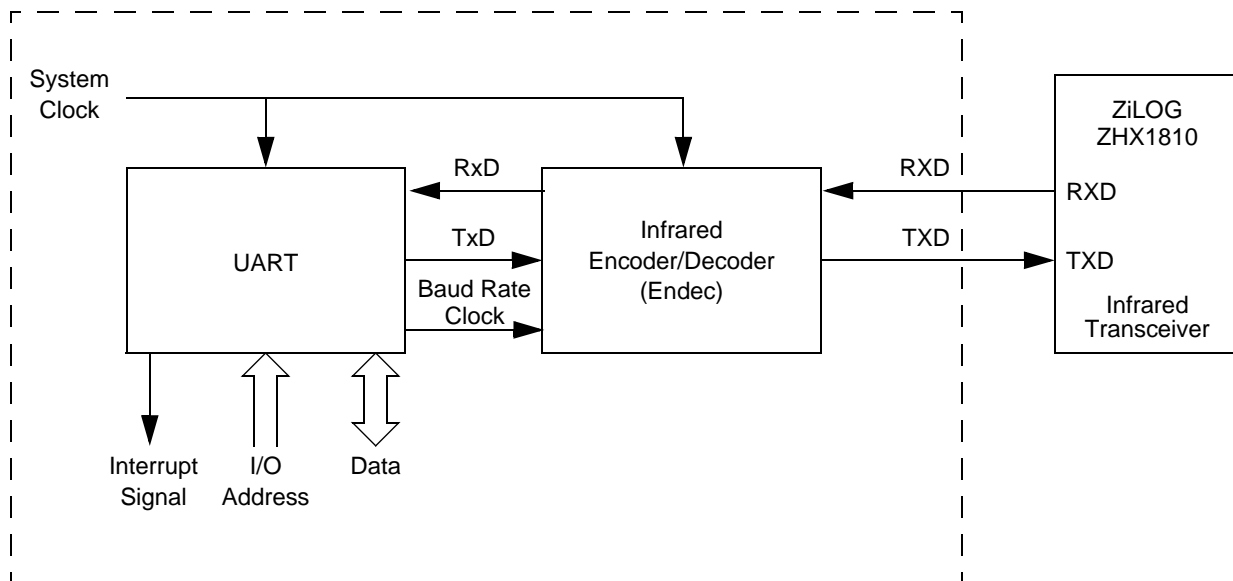 System
Clock
ZiLOG
ZHX1810
RxD
RXD
RXD
Infrared
Encoder/Decoder
(Endec)
TxD
TXD
TXD
UART
Baud Rate
Clock
Infrared
Transceiver
Interrupt
Signal
I/O
Address
Data